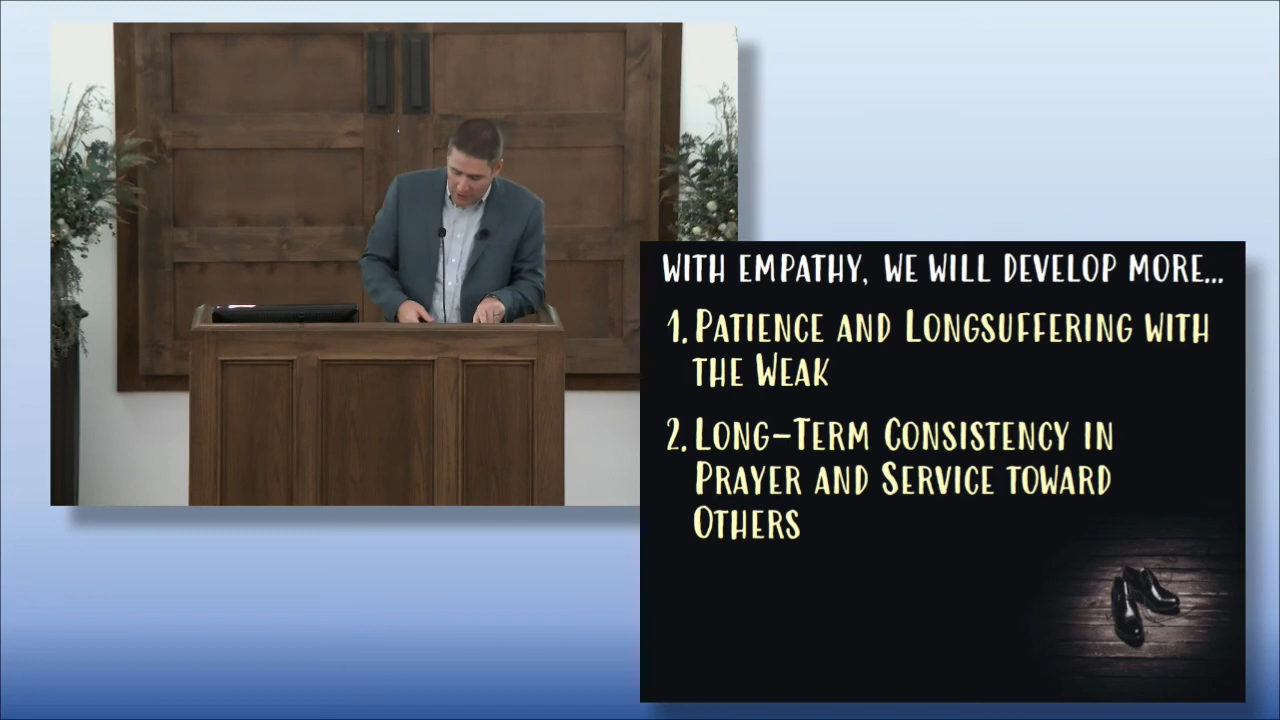 WITH EMPATHY, WE WILL DEVELOP MORE...
1. PATIENCE AND LONGSUFFERING WITH
THE WEAK
2. LONG-TERM CONSISTENCY IN
PRAYER AND SERVICE TOWARD
OTHERS